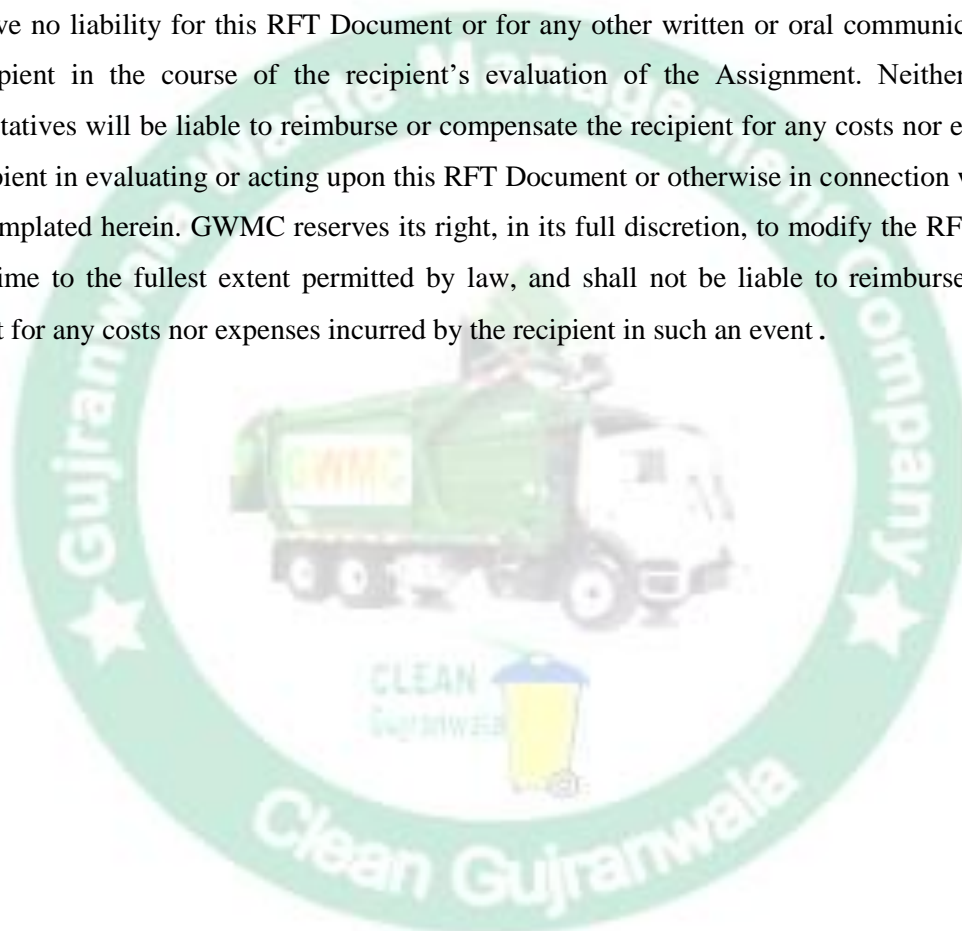 ve no liability for this RFT Document or for any other written or oral communic
ipient in the course of the recipient’s evaluation of the Assignment. Neither
tatives will be liable to reimburse or compensate the recipient for any costs nor e
pient in evaluating or acting upon this RFT Document or otherwise in connection
mplated herein. GWMC reserves its right, in its full discretion, to modify the RF
ime to the fullest extent permitted by law, and shall not be liable to reimburse
t for any costs nor expenses incurred by the recipient in such an event .
Gujranwala Waste Management Company
GWMC
CLEAN
Gujranwala
Clean Gujranwala